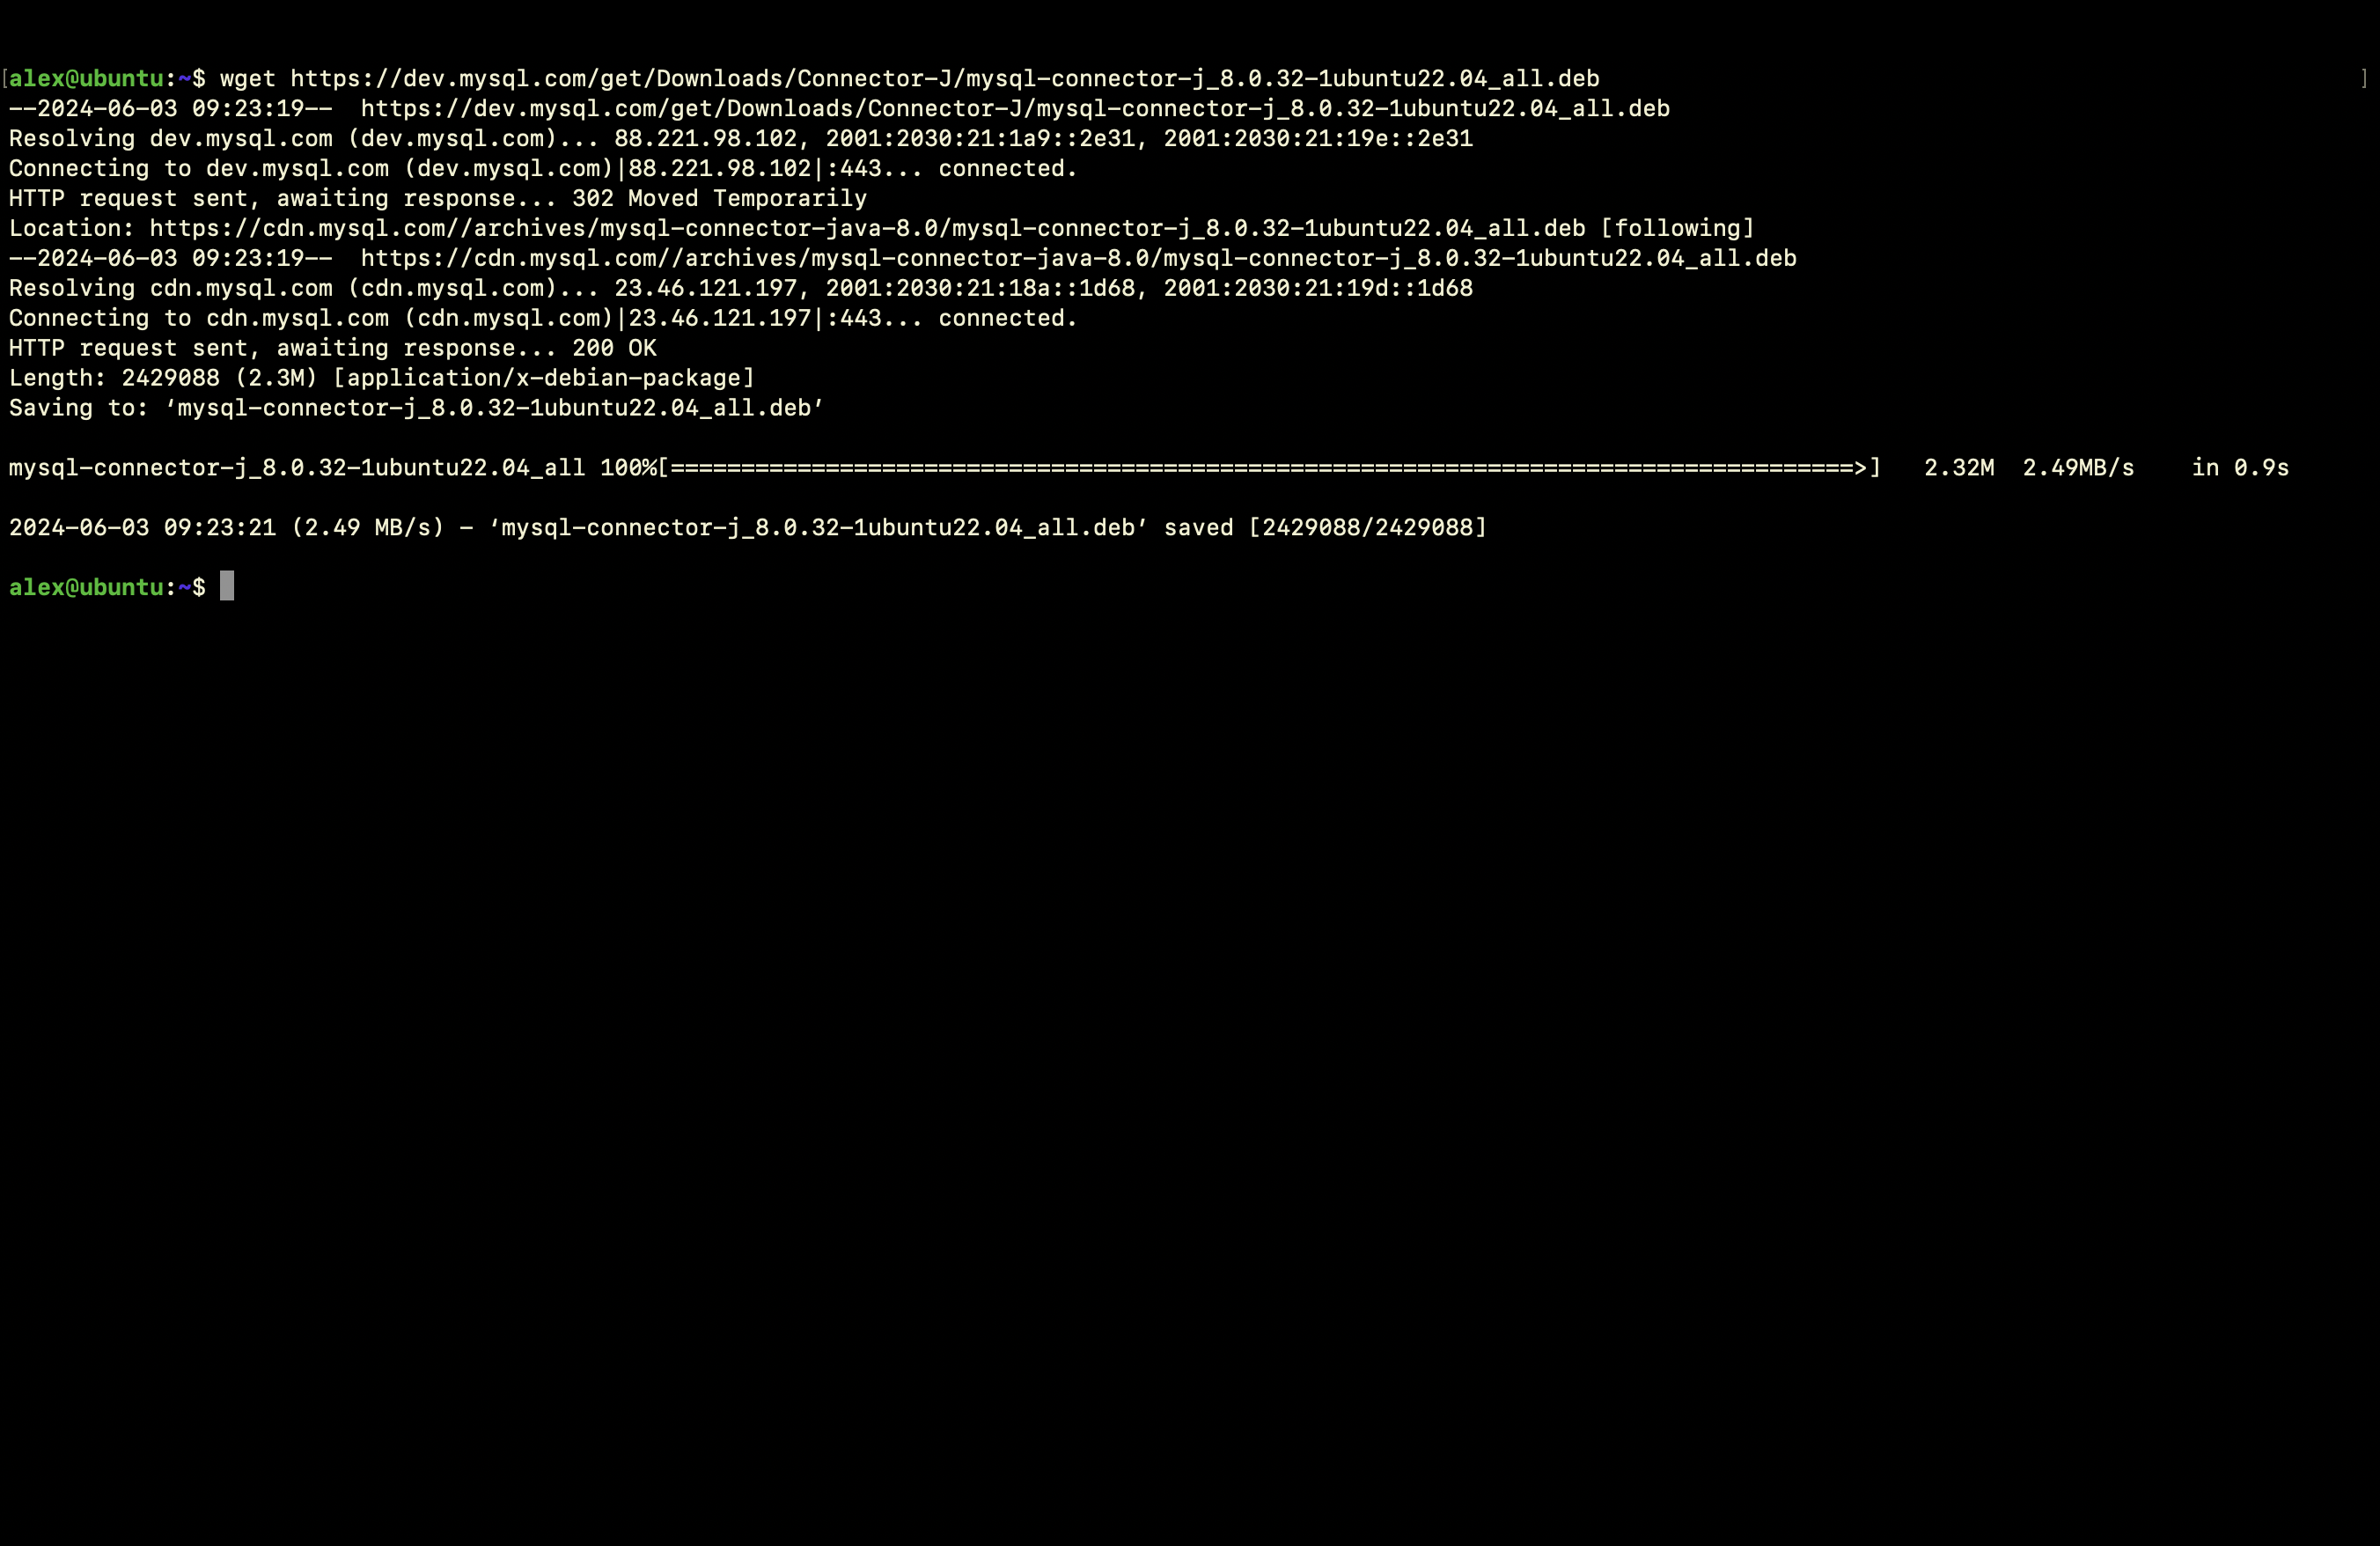 [alex@ubuntu:~$ wget https://dev.mysql.com/get/Downloads/Connector-J/mysql-connector-j_8.0.32-1ubuntu22.04_all.deb ]
--2024-06-03 09:23:19--  https://dev.mysql.com/get/Downloads/Connector-J/mysql-connector-j_8.0.32-1ubuntu22.04_all.deb
Resolving dev.mysql.com (dev.mysql.com)... 88.221.98.102, 2001:2030:21:1a9::2e31, 2001:2030:21:19e::2e31
Connecting to dev.mysql.com (dev.mysql.com)|88.221.98.102|:443... connected.
HTTP request sent, awaiting response... 302 Moved Temporarily
Location: https://cdn.mysql.com//archives/mysql-connector-java-8.0/mysql-connector-j_8.0.32-1ubuntu22.04_all.deb [following]
--2024-06-03 09:23:19--  https://cdn.mysql.com//archives/mysql-connector-java-8.0/mysql-connector-j_8.0.32-1ubuntu22.04_all.deb
Resolving cdn.mysql.com (cdn.mysql.com)... 23.46.121.197, 2001:2030:21:18a::1d68, 2001:2030:21:19d::1d68
Connecting to cdn.mysql.com (cdn.mysql.com)|23.46.121.197|:443... connected.
HTTP request sent, awaiting response... 200 OK
Length: 2429088 (2.3M) [application/x-debian-package]
Saving to: ‘mysql-connector-j_8.0.32-1ubuntu22.04_all.deb’
mysql-connector-j_8.0.32-1ubuntu22.04_all 100%[====================================================================================>]   2.32M  2.49MB/s    in 0.9s
2024-06-03 09:23:21 (2.49 MB/s) - ‘mysql-connector-j_8.0.32-1ubuntu22.04_all.deb’ saved [2429088/2429088]
alex@ubuntu:~$